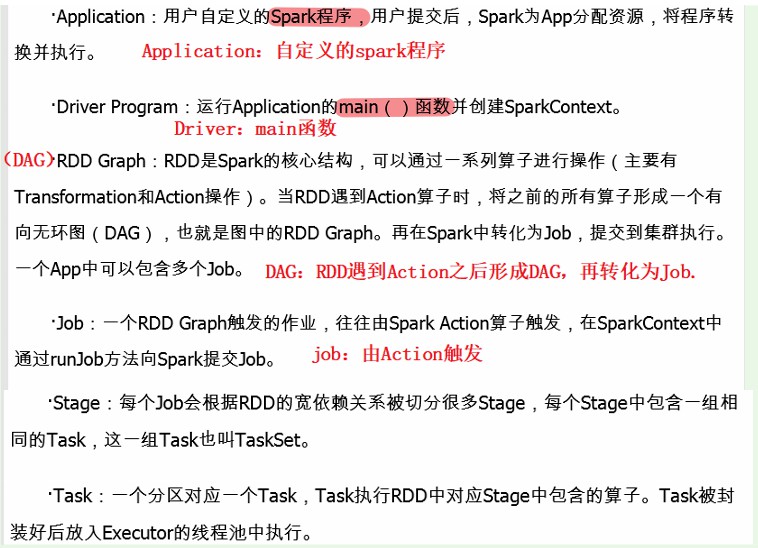 ·Application：用户自定义的Spark程序，用户提交后，Spark为App分配资源，将程序转
换并执行。 Application：自定义的spark程序
·Driver Program：运行Application的main（ ）函数并创建SparkContext。
Driver：main函数
(DAG)·RDD Graph：RDD是Spark的核心结构，可以通过一系列算子进行操作（主要有
Transformation和Action操作）。当RDD遇到Action算子时，将之前的所有算子形成一个有
向无环图（DAG），也就是图中的RDD Graph。再在Spark中转化为Job，提交到集群执行。
一个App中可以包含多个Job。 DAG：RDD遇到Action之后形成DAG，再转化为Job.
·Job：一个RDD Graph触发的作业，往往由Spark Action算子触发，在SparkContext中
通过runJob方法向Spark提交Job。 job：由Action触发
·Stage：每个Job会根据RDD的宽依赖关系被切分很多Stage，每个Stage中包含一组相
同的Task，这一组Task也叫TaskSet。
·Task：一个分区对应一个Task，Task执行RDD中对应Stage中包含的算子。Task被封
装好后放入Executor的线程池中执行。